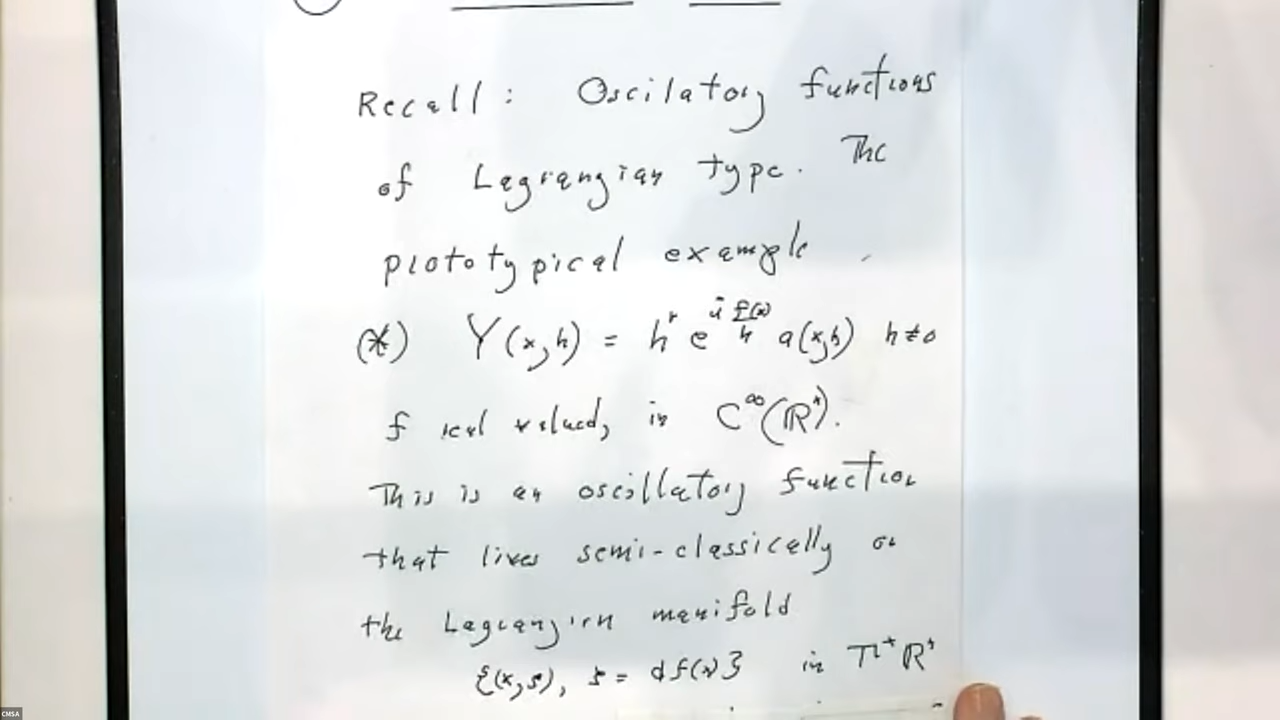 Recall: Oscilatory functions
of Lagrangian type. The
prototypical example
(*) Υ(x,h) = h^r e^{i f(x)/h} a(x,h) h≠0
f real valued, in C^∞(ℝ^n).
This is an oscillatory function
that lives semi-classically on
the Lagrangian manifold
{(x,ξ), ξ = df(x)} in T*ℝ^n
CMSA